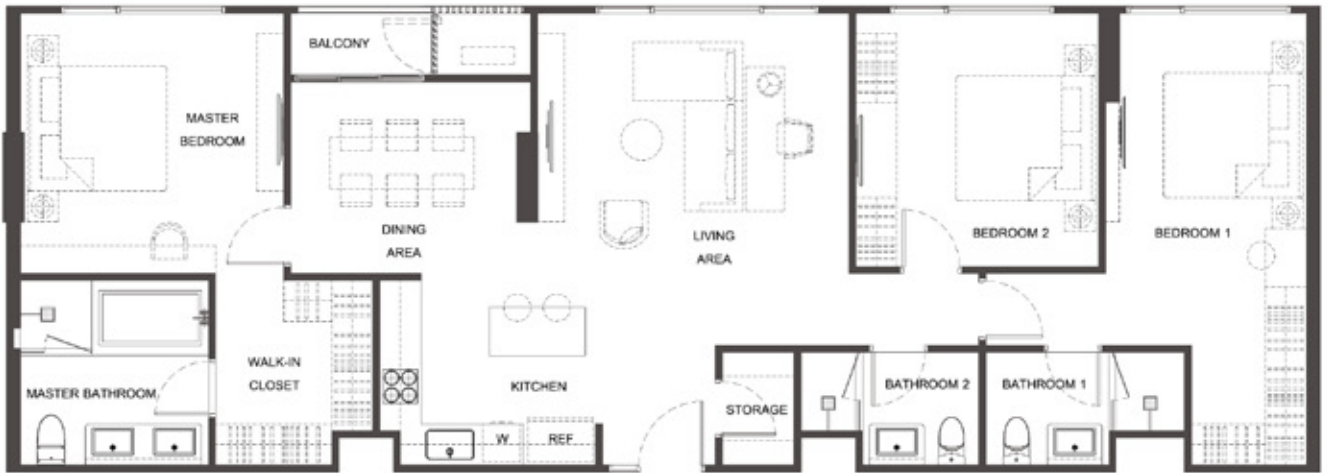 BALCONY
MASTER
BEDROOM
DINING
AREA
LIVING
AREA
BEDROOM 2
BEDROOM 1
WALK-IN
CLOSET
MASTER BATHROOM
KITCHEN
W
REF
STORAGE
BATHROOM 2
BATHROOM 1